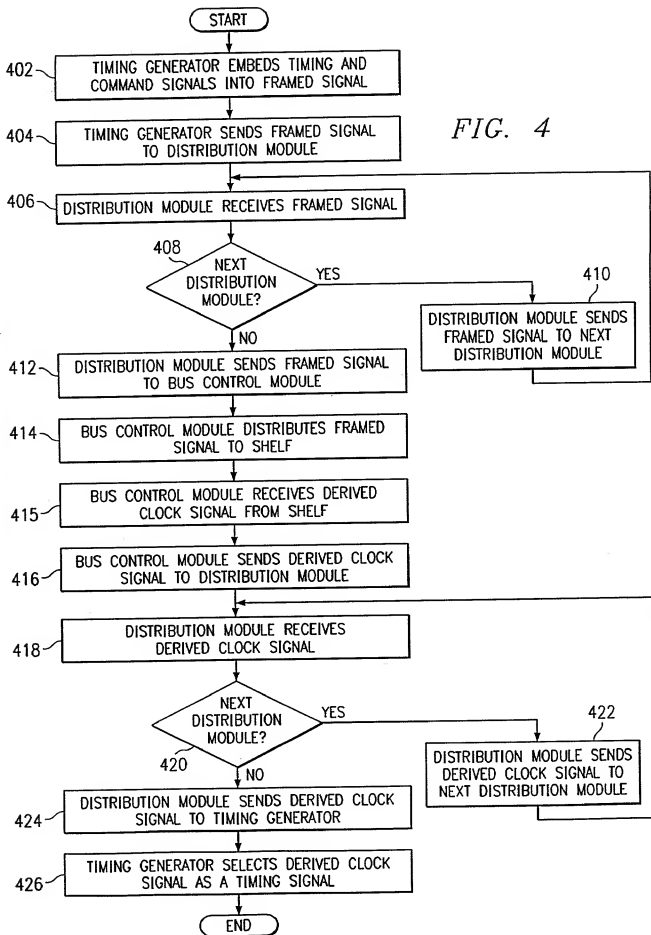 START
402
TIMING GENERATOR EMBEDS TIMING AND
COMMAND SIGNALS INTO FRAMED SIGNAL
404
TIMING GENERATOR SENDS FRAMED SIGNAL
TO DISTRIBUTION MODULE
FIG. 4
406
DISTRIBUTION MODULE RECEIVES FRAMED SIGNAL
408
NEXT
DISTRIBUTION
MODULE?
YES
NO
410
DISTRIBUTION MODULE SENDS
FRAMED SIGNAL TO NEXT
DISTRIBUTION MODULE
412
DISTRIBUTION MODULE SENDS FRAMED SIGNAL
TO BUS CONTROL MODULE
414
BUS CONTROL MODULE DISTRIBUTES FRAMED
SIGNAL TO SHELF
415
BUS CONTROL MODULE RECEIVES DERIVED
CLOCK SIGNAL FROM SHELF
416
BUS CONTROL MODULE SENDS DERIVED CLOCK
SIGNAL TO DISTRIBUTION MODULE
418
DISTRIBUTION MODULE RECEIVES
DERIVED CLOCK SIGNAL
NEXT
DISTRIBUTION
MODULE?
420
YES
NO
422
DISTRIBUTION MODULE SENDS
DERIVED CLOCK SIGNAL TO
NEXT DISTRIBUTION MODULE
424
DISTRIBUTION MODULE SENDS DERIVED CLOCK
SIGNAL TO TIMING GENERATOR
426
TIMING GENERATOR SELECTS DERIVED CLOCK
SIGNAL AS A TIMING SIGNAL
END